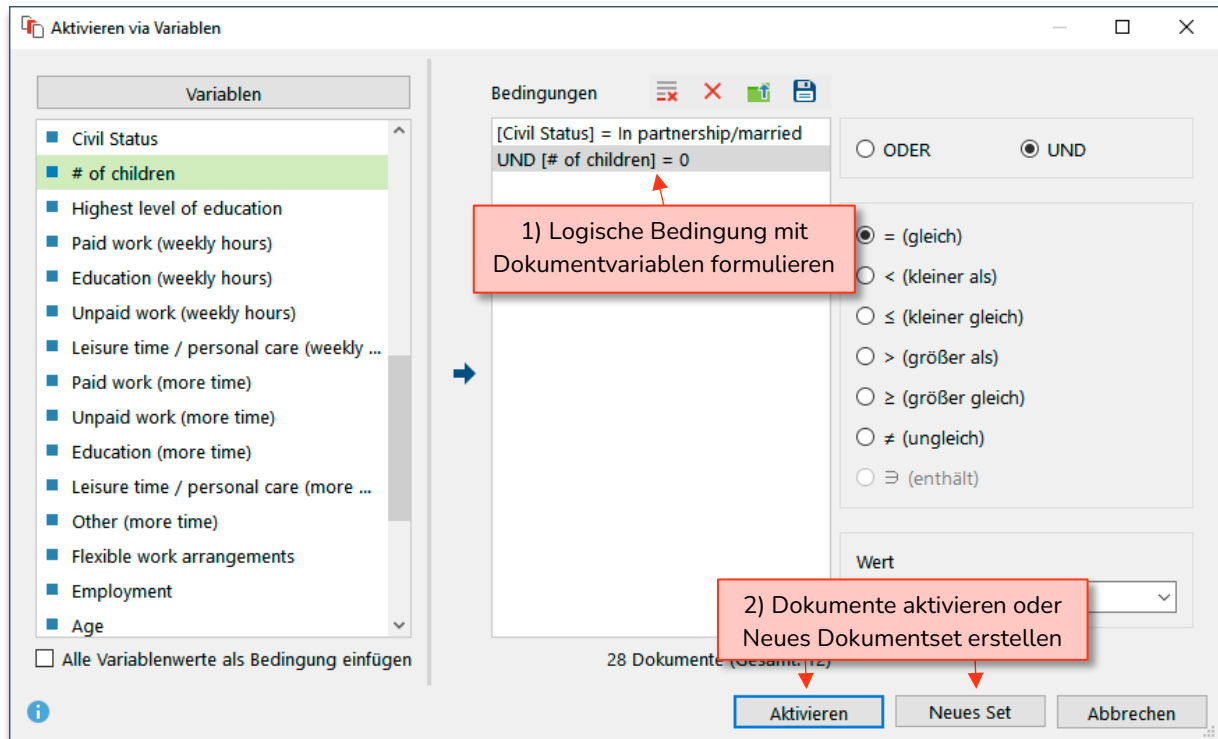 Aktivieren via Variablen
Variablen
Civil Status
# of children
Highest level of education
Paid work (weekly hours)
Education (weekly hours)
Unpaid work (weekly hours)
Leisure time / personal care (weekly ...
Paid work (more time)
Unpaid work (more time)
Education (more time)
Leisure time / personal care (more ...
Other (more time)
Flexible work arrangements
Employment
Age
Alle Variablenwerte als Bedingung einfügen
Bedingungen
[Civil Status] = In partnership/married
UND [# of children] = 0
1) Logische Bedingung mit
Dokumentvariablen formulieren
ODER
UND
= (gleich)
< (kleiner als)
≤ (kleiner gleich)
> (größer als)
≥ (größer gleich)
≠ (ungleich)
∋ (enthält)
Wert
2) Dokumente aktivieren oder
Neues Dokumentset erstellen
28 Dokumente (Gesamt: 12)
Aktivieren
Neues Set
Abbrechen